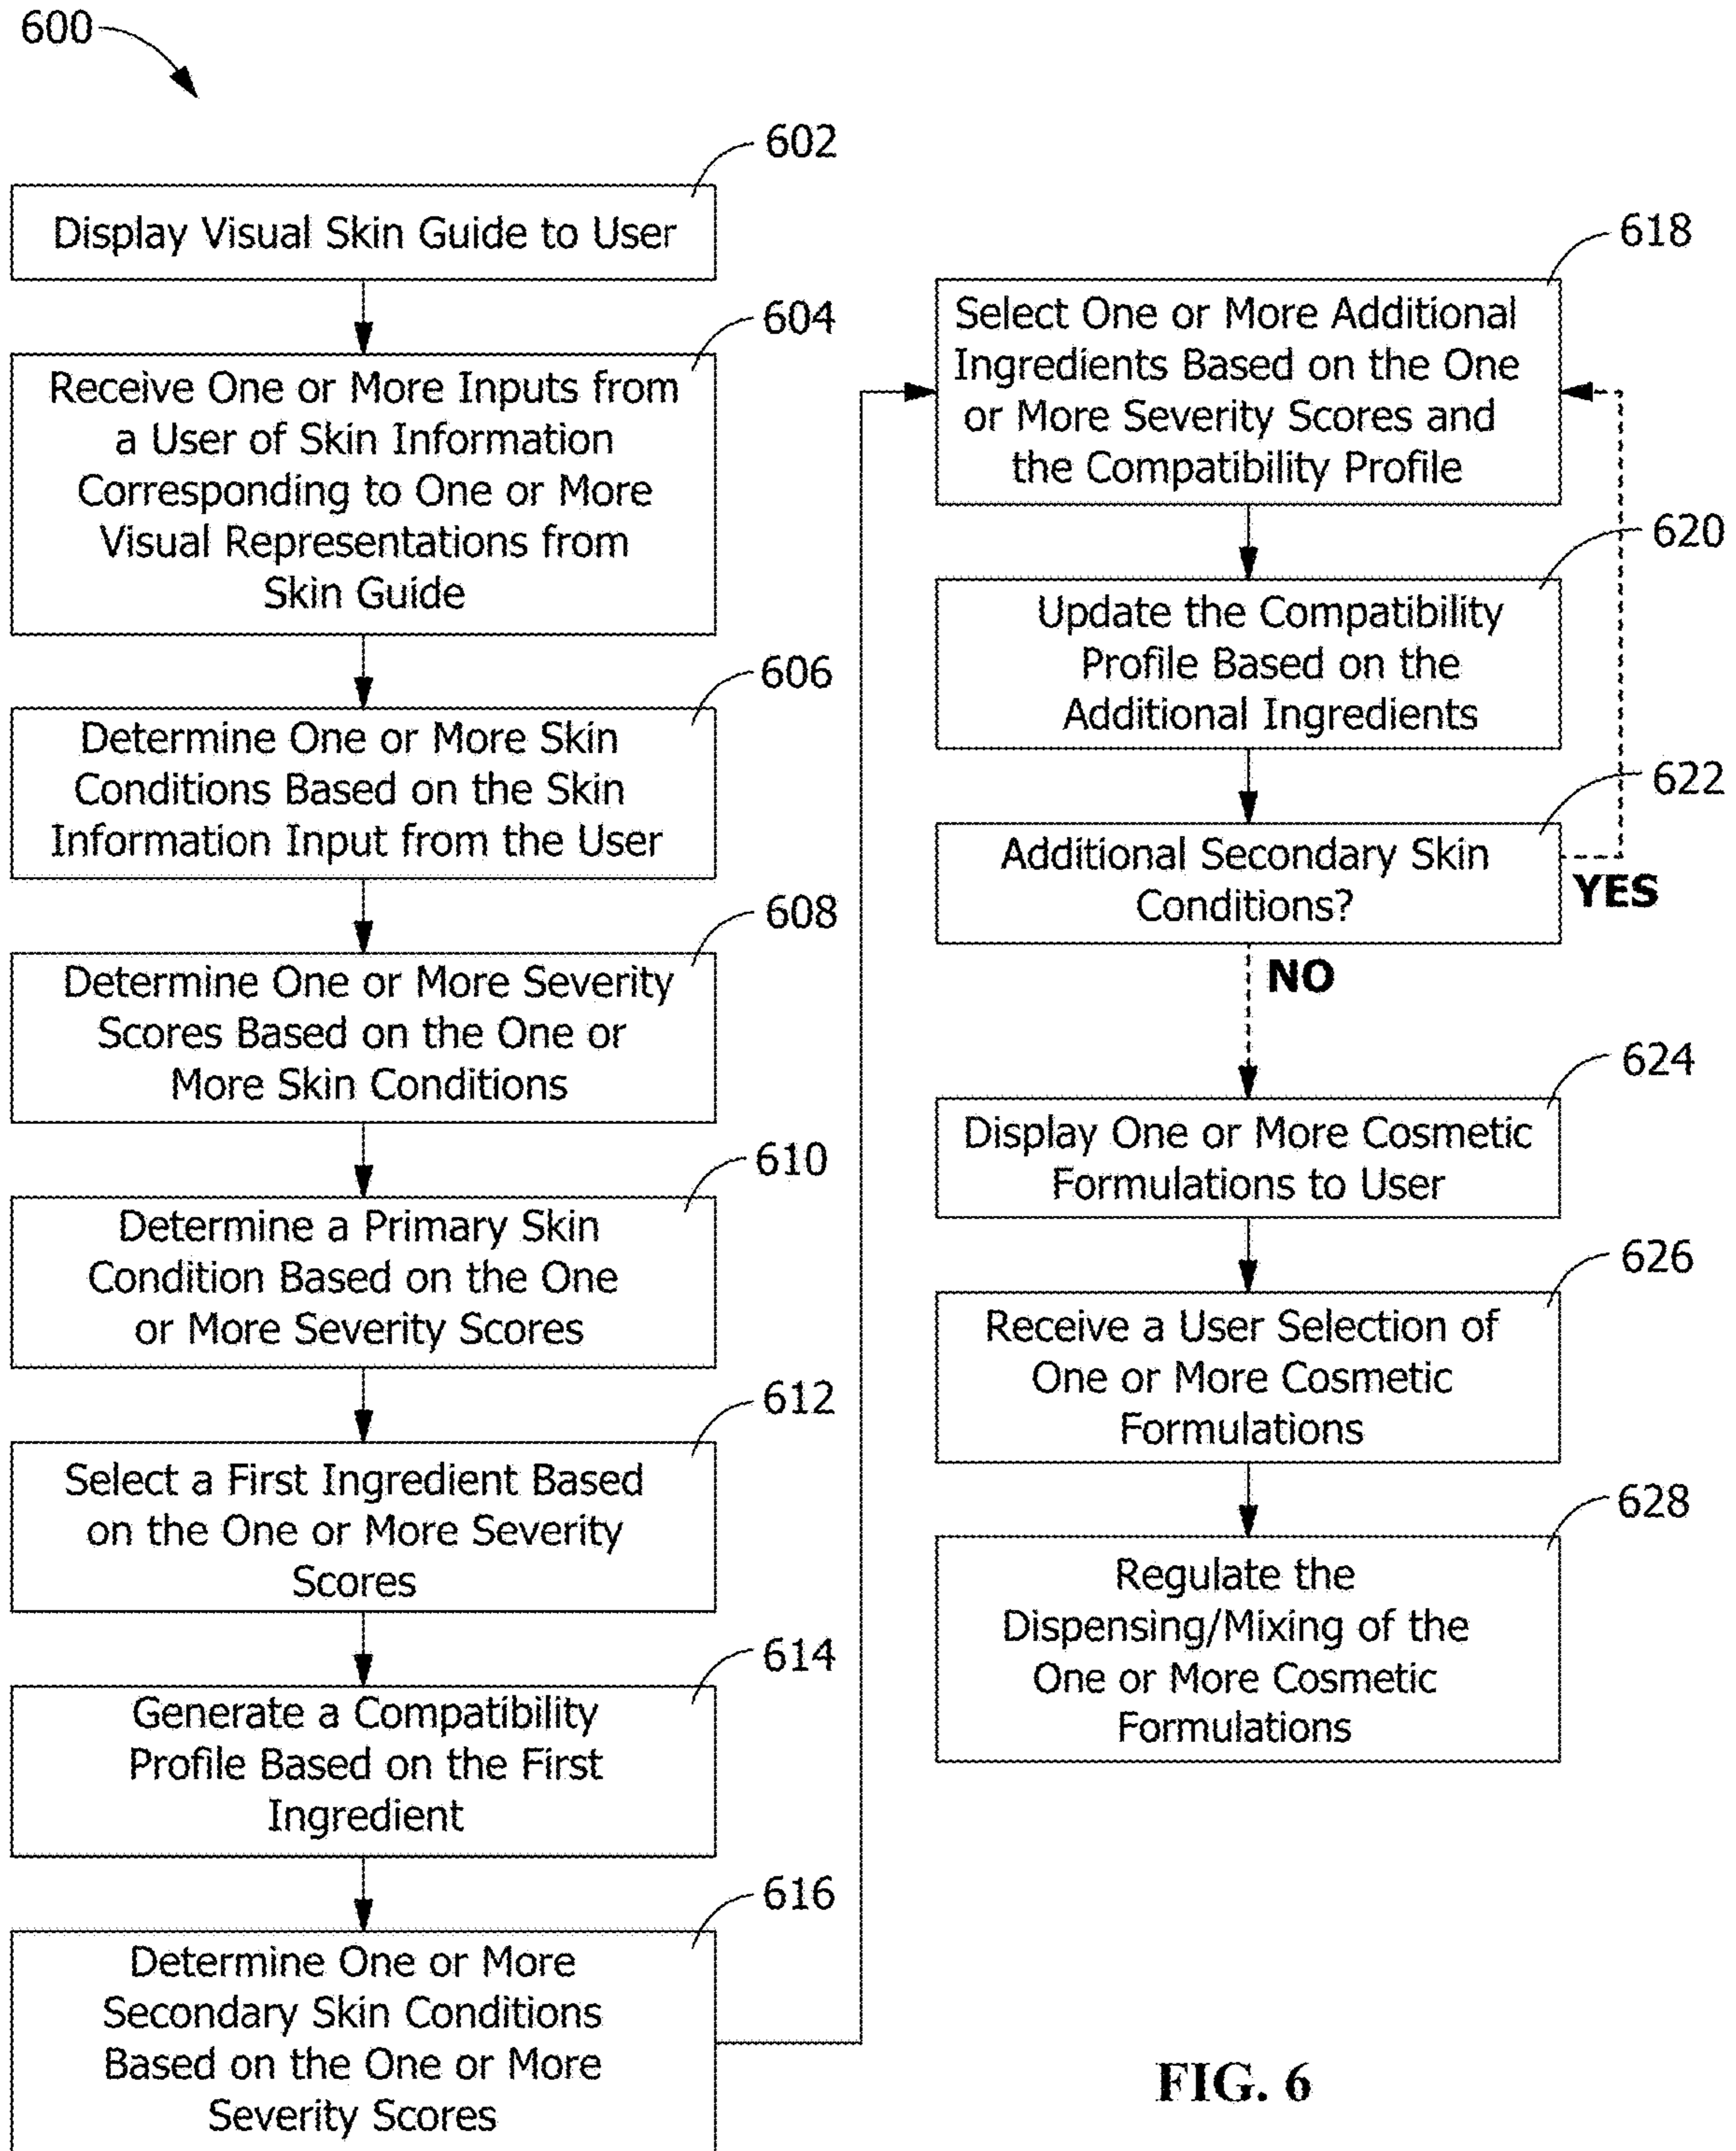 600
602
Display Visual Skin Guide to User
604
Receive One or More Inputs from
a User of Skin Information
Corresponding to One or More
Visual Representations from
Skin Guide
606
Determine One or More Skin
Conditions Based on the Skin
Information Input from the User
608
Determine One or More Severity
Scores Based on the One or
More Skin Conditions
610
Determine a Primary Skin
Condition Based on the One
or More Severity Scores
612
Select a First Ingredient Based
on the One or More Severity
Scores
614
Generate a Compatibility
Profile Based on the First
Ingredient
616
Determine One or More
Secondary Skin Conditions
Based on the One or More
Severity Scores
618
Select One or More Additional
Ingredients Based on the One
or More Severity Scores and
the Compatibility Profile
620
Update the Compatibility
Profile Based on the
Additional Ingredients
622
Additional Secondary Skin
Conditions?
YES
NO
624
Display One or More Cosmetic
Formulations to User
626
Receive a User Selection of
One or More Cosmetic
Formulations
628
Regulate the
Dispensing/Mixing of the
One or More Cosmetic
Formulations
FIG. 6